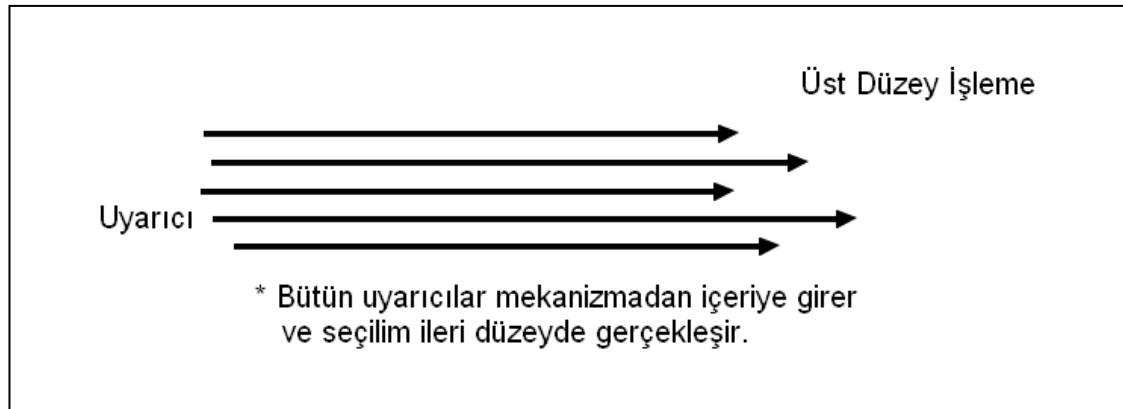 Üst Düzey İşleme
Uyarıcı
* Bütün uyarıcılar mekanizmadan içeriye girer
ve seçilim ileri düzeyde gerçekleşir.